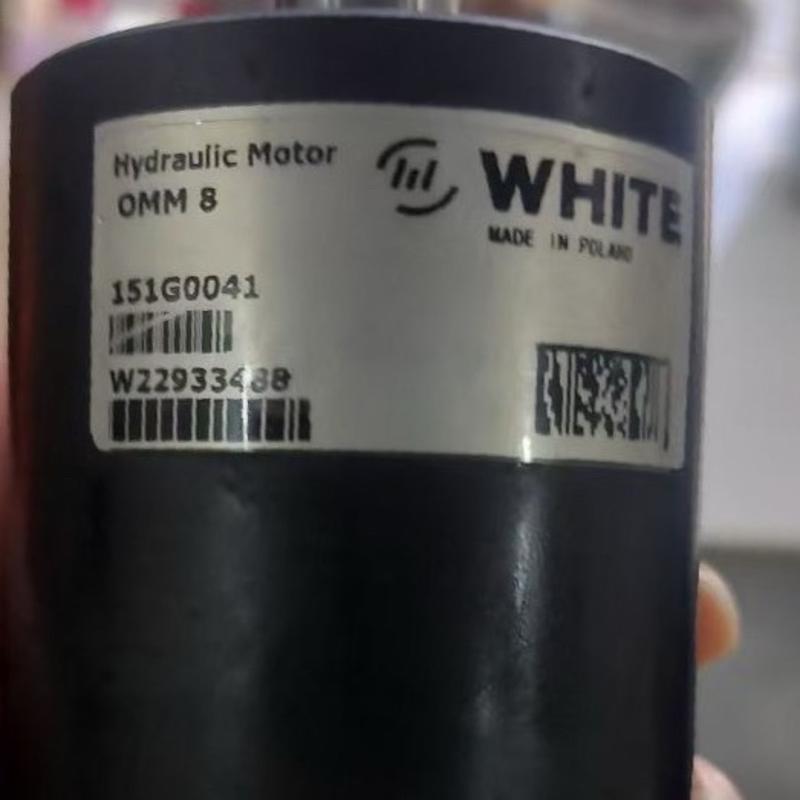 Hydraulic Motor
OMM 8
WHITE
MADE IN POLAND
151G0041
W22933488